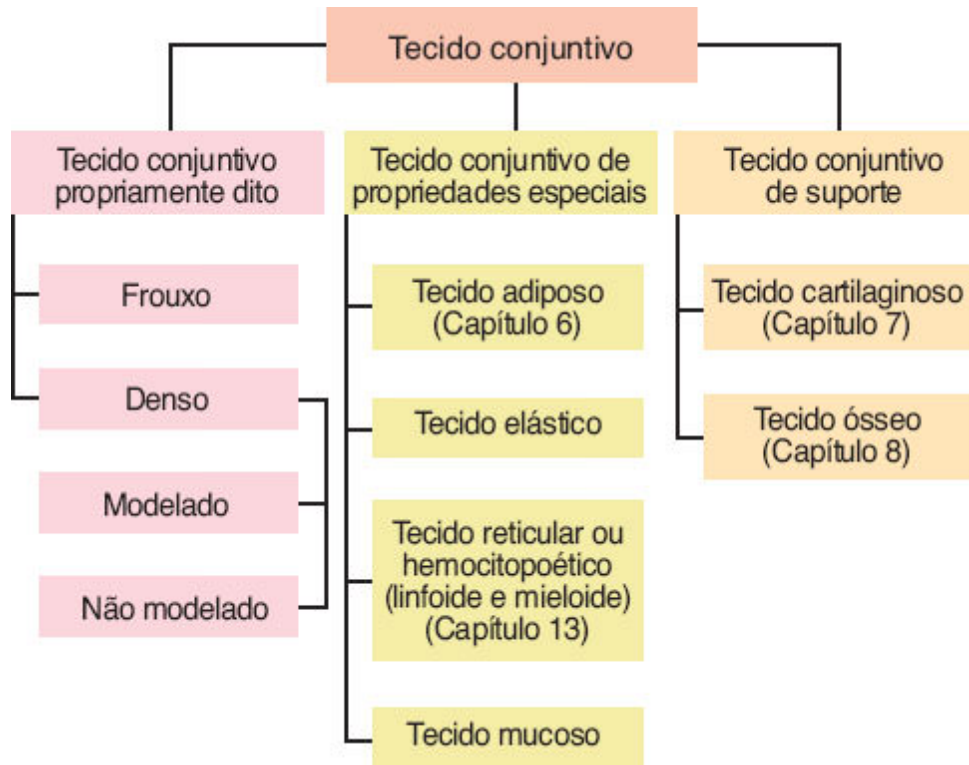 Tecido conjuntivo
Tecido conjuntivo
propriamente dito
Frouxo
Denso
Modelado
Não modelado
Tecido conjuntivo de
propriedades especiais
Tecido adiposo
(Capítulo 6)
Tecido elástico
Tecido reticular ou
hemocitopoético
(linfoide e mieloide)
(Capítulo 13)
Tecido mucoso
Tecido conjuntivo
de suporte
Tecido cartilaginoso
(Capítulo 7)
Tecido ósseo
(Capítulo 8)